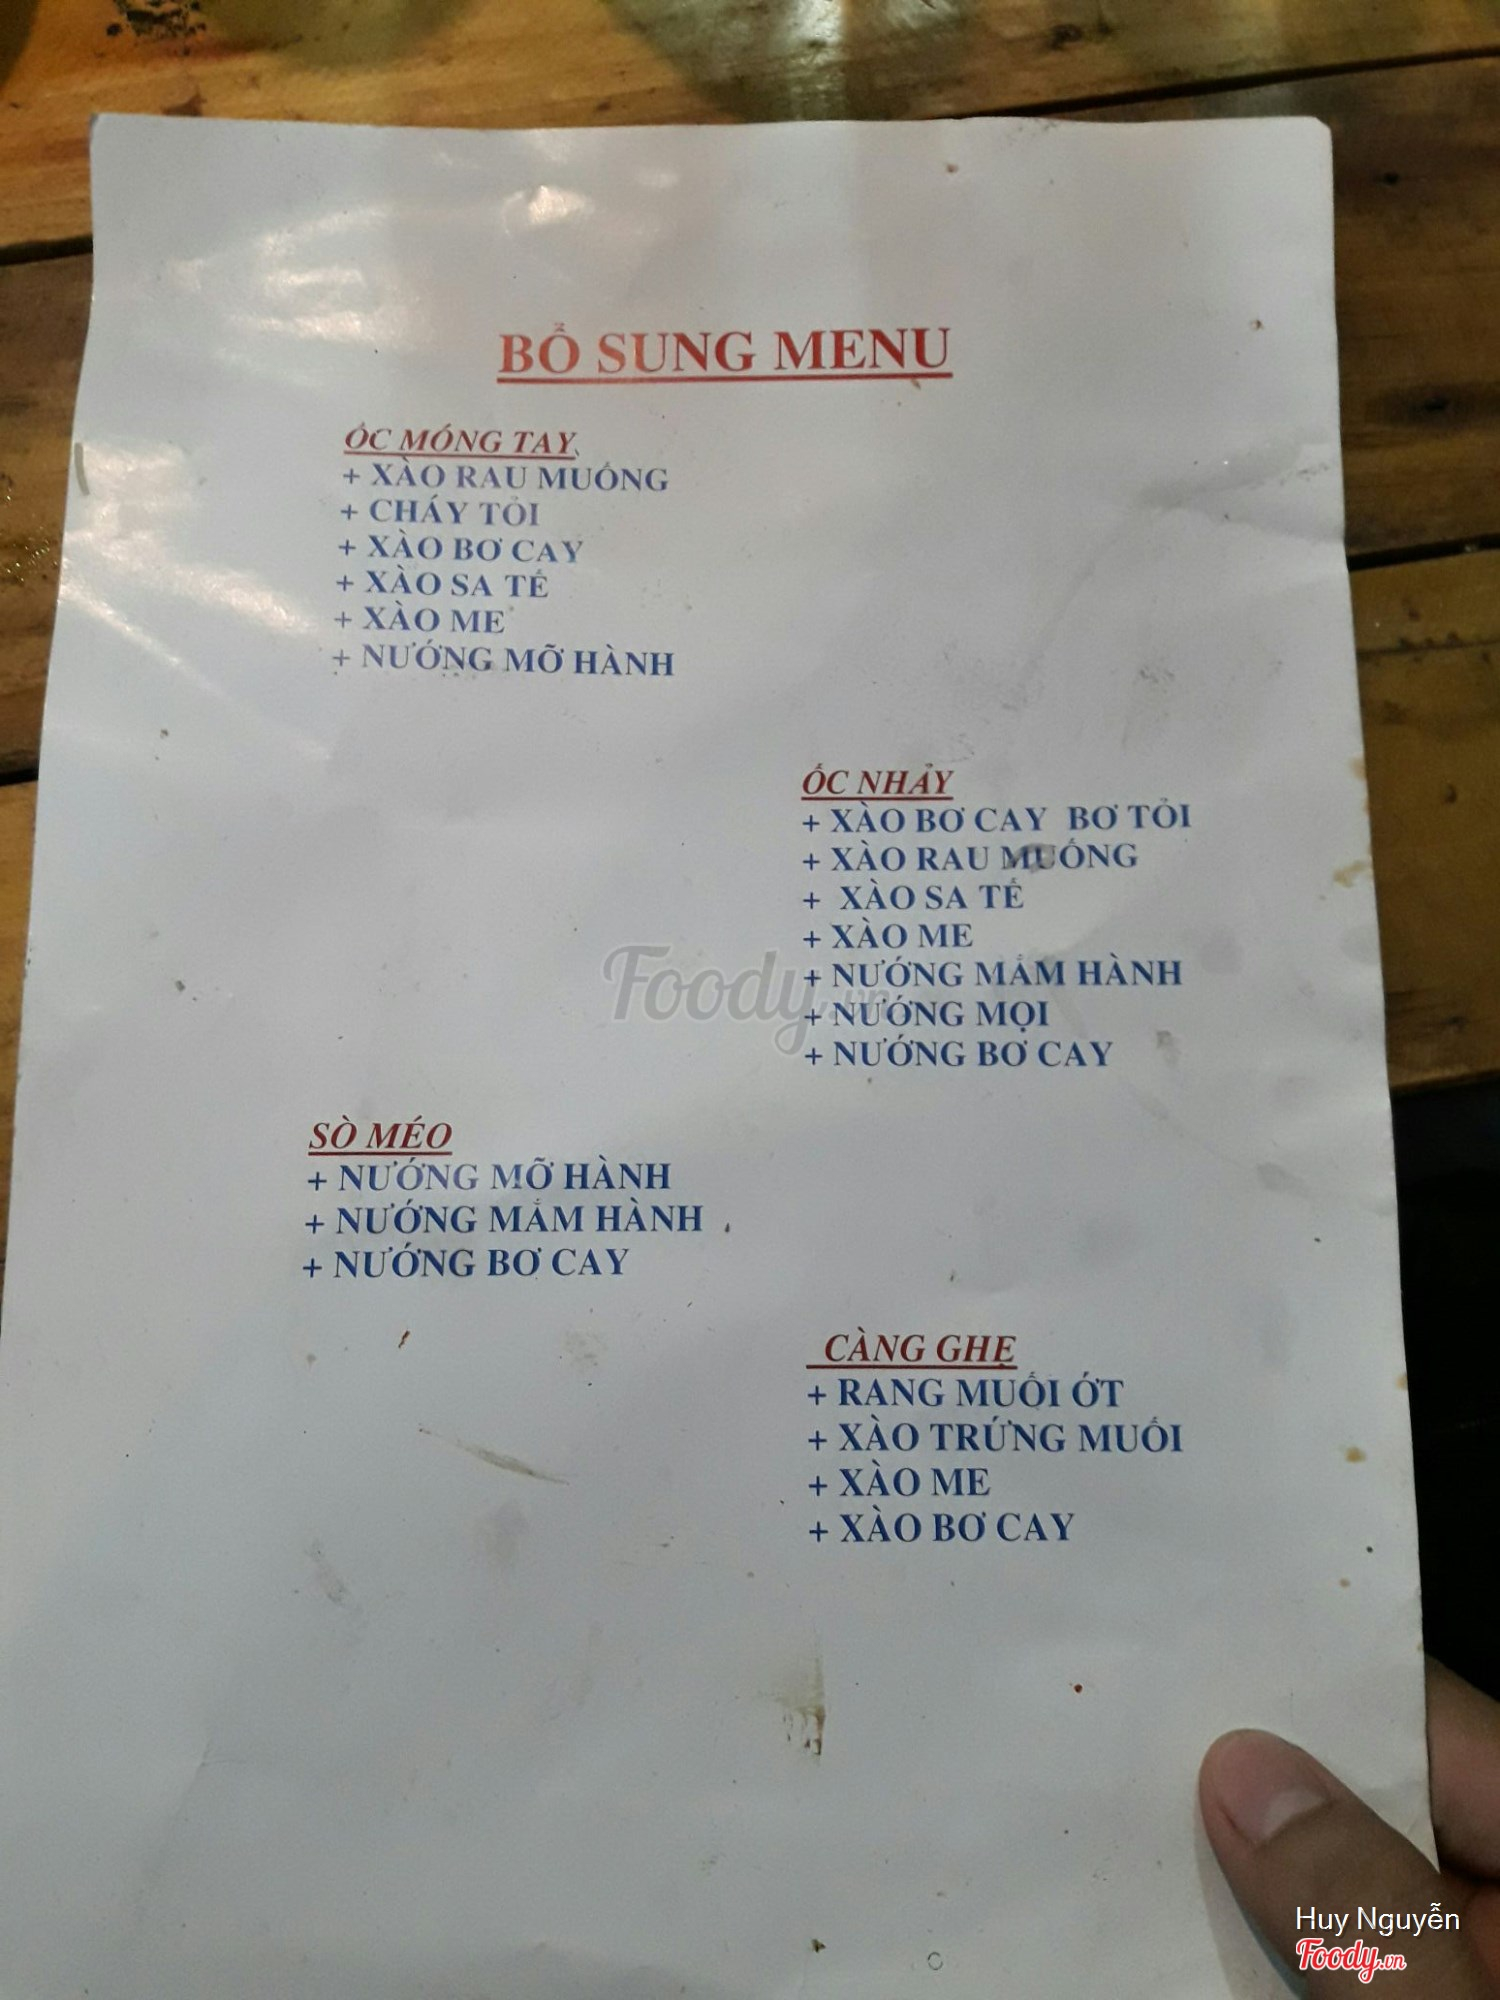 BỔ SUNG MENU
ỐC MÓNG TAY
+ XÀO RAU MUỐNG
+ CHÁY TỎI
+ XÀO BƠ CAY
+ XÀO SA TẾ
+ XÀO ME
+ NƯỚNG MỠ HÀNH
ỐC NHẢY
+ XÀO BƠ CAY BƠ TỎI
+ XÀO RAU MUỐNG
+ XÀO SA TẾ
+ XÀO ME
+ NƯỚNG MẮM HÀNH
+ NƯỚNG MỌI
+ NƯỚNG BƠ CAY
Foody.vn
SÒ MÉO
+ NƯỚNG MỠ HÀNH
+ NƯỚNG MẮM HÀNH
+ NƯỚNG BƠ CAY
CÀNG GHẸ
+ RANG MUỐI ỚT
+ XÀO TRỨNG MUỐI
+ XÀO ME
+ XÀO BƠ CAY
Huy Nguyễn
Foody.vn